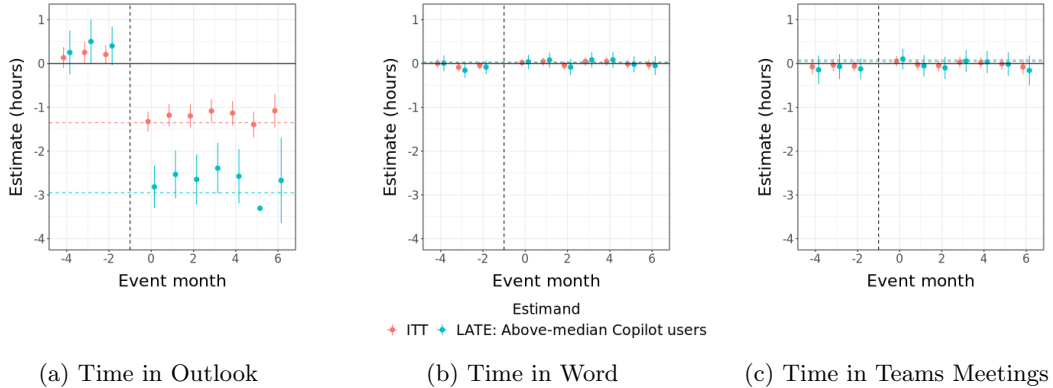 1
0
-1
-2
-3
-4
Estimate (hours)
-4 -2 0 2 4 6
Event month
1
0
-1
-2
-3
-4
Estimate (hours)
-4 -2 0 2 4 6
Event month
1
0
-1
-2
-3
-4
Estimate (hours)
-4 -2 0 2 4 6
Event month
Estimand
ITT LATE: Above-median Copilot users
(a) Time in Outlook
(b) Time in Word
(c) Time in Teams Meetings